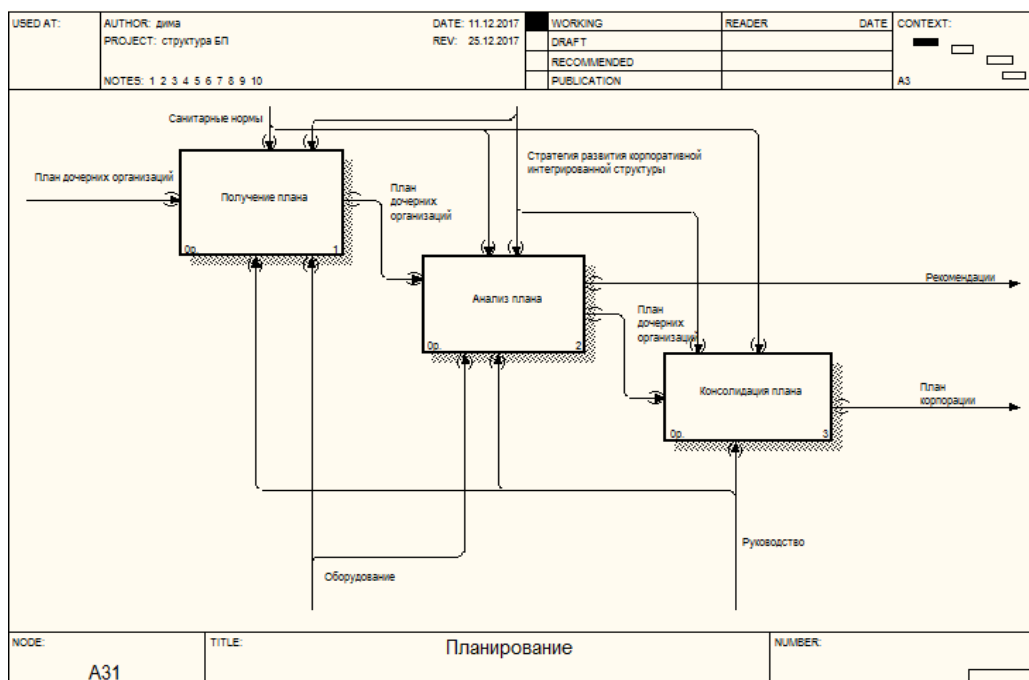 USED AT:
AUTHOR: дима
DATE: 11.12.2017
WORKING
READER
DATE
CONTEXT:
PROJECT: структура БП
REV: 25.12.2017
DRAFT
RECOMMENDED
NOTES: 1 2 3 4 5 6 7 8 9 10
PUBLICATION
A3
Санитарные нормы
Стратегия развития корпоративной
интегрированной структуры
План дочерних организаций
Получение плана
0р.
1
План
дочерних
организаций
Анализ плана
0р.
2
Рекомендации
План
дочерних
организаций
Консолидация плана
0р.
3
План
корпорации
Руководство
Оборудование
NODE:
TITLE:
Планирование
NUMBER:
A31